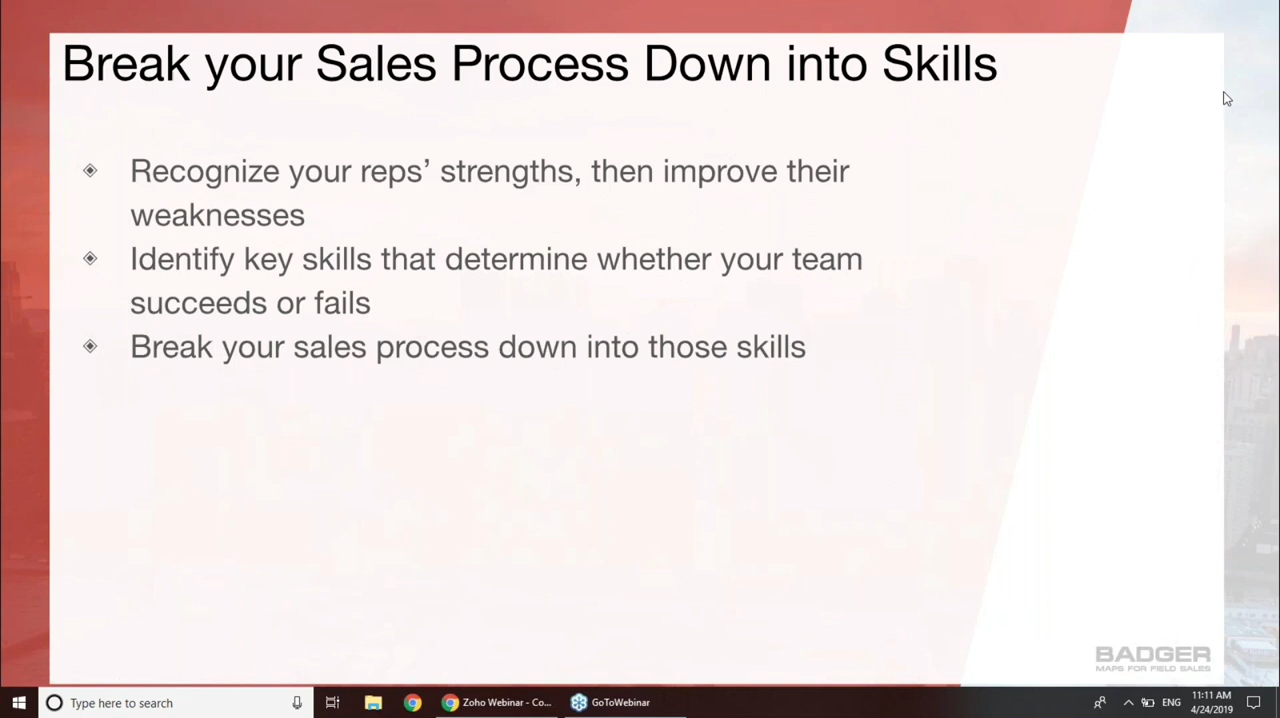 Break your Sales Process Down into Skills
Recognize your reps’ strengths, then improve their
weaknesses
Identify key skills that determine whether your team
succeeds or fails
Break your sales process down into those skills
BADGER
MAPS FOR FIELD SALES
Type here to search
Zoho Webinar - Co...
GoToWebinar
ENG
11:11 AM
4/24/2019